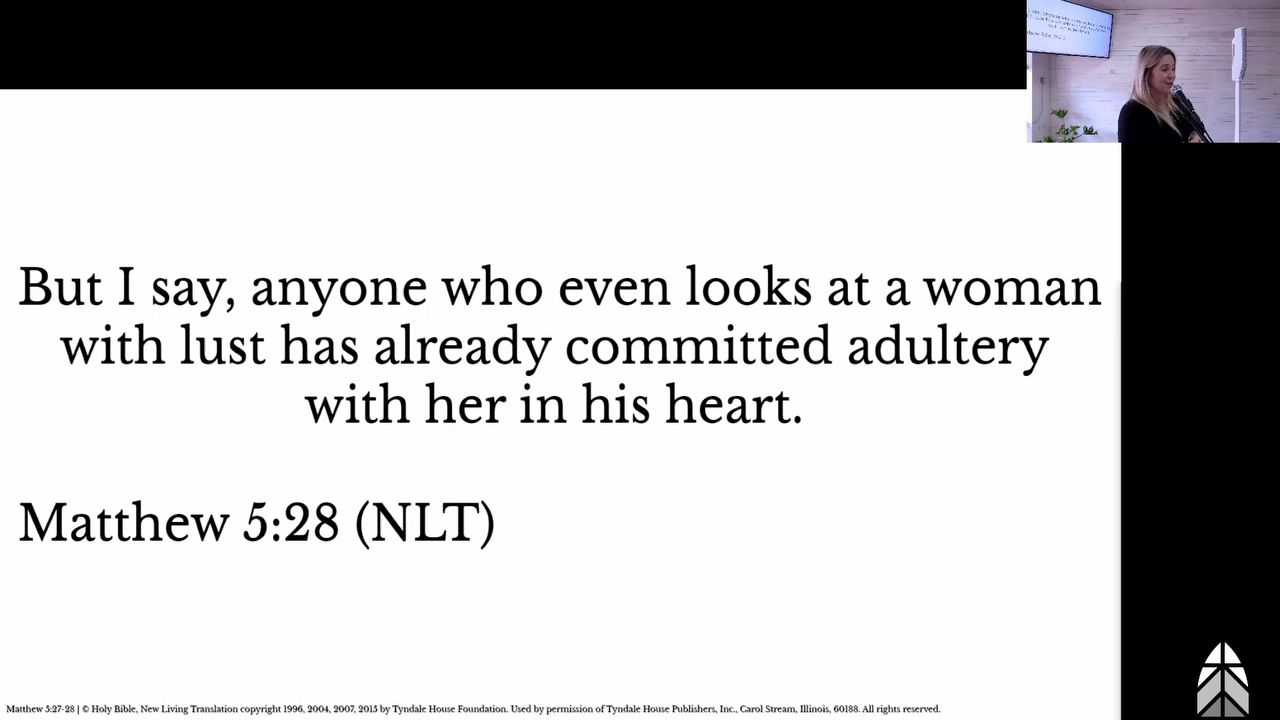 But I say, anyone who even looks at a woman
with lust has already committed adultery
with her in his heart.
Matthew 5:28 (NLT)
Matthew 5:27-28 | © Holy Bible, New Living Translation copyright 1996, 2004, 2007, 2015 by Tyndale House Foundation. Used by permission of Tyndale House Publishers, Inc., Carol Stream, Illinois, 60188. All rights reserved.